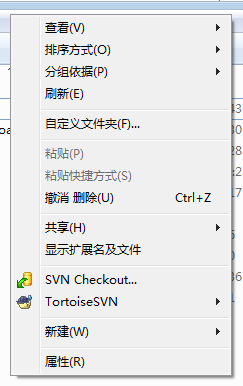 查看(V)
排序方式(O)
分组依据(P)
刷新(E)
自定义文件夹(F)...
粘贴(P)
粘贴快捷方式(S)
撤消 删除(U) Ctrl+Z
共享(H)
显示扩展名及文件
SVN Checkout...
TortoiseSVN
新建(W)
属性(R)